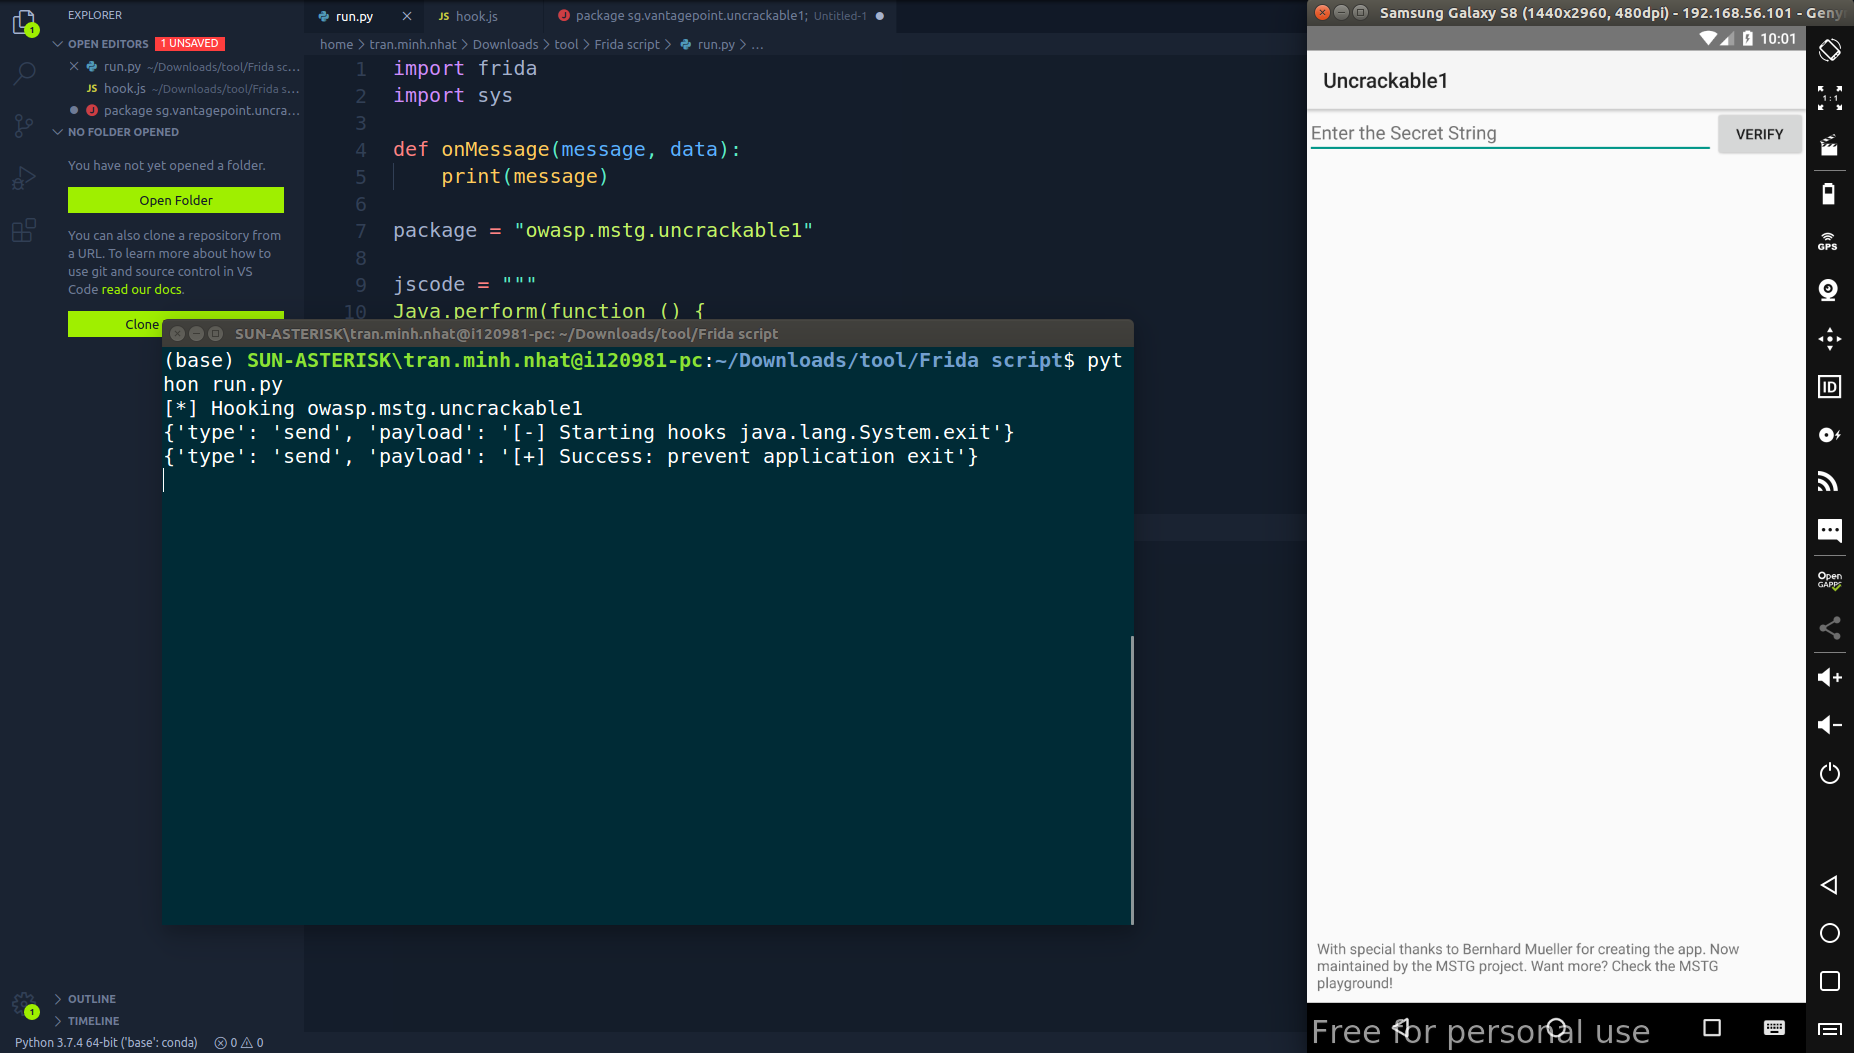 EXPLORER
OPEN EDITORS 1 UNSAVED
run.py ~/Downloads/tool/Frida sc...
JS hook.js ~/Downloads/tool/Frida s...
package sg.vantagepoint.uncra...
NO FOLDER OPENED
You have not yet opened a folder.
Open Folder
You can also clone a repository from
a URL. To learn more about how to
use git and source control in VS
Code read our docs.
Clone
OUTLINE
TIMELINE
Python 3.7.4 64-bit ('base': conda) 0 0
run.py
JS hook.js
package sg.vantagepoint.uncrackable1; Untitled-1
home > tran.minh.nhat > Downloads > tool > Frida script > run.py > ...
1 import frida
2 import sys
3
4 def onMessage(message, data):
5 print(message)
6
7 package = "owasp.mstg.uncrackable1"
8
9 jscode = """
10 Java.perform(function () {
SUN-ASTERISK\tran.minh.nhat@i120981-pc: ~/Downloads/tool/Frida script
(base) SUN-ASTERISK\tran.minh.nhat@i120981-pc:~/Downloads/tool/Frida script$ pyt
hon run.py
[*] Hooking owasp.mstg.uncrackable1
{'type': 'send', 'payload': '[-] Starting hooks java.lang.System.exit'}
{'type': 'send', 'payload': '[+] Success: prevent application exit'}
Samsung Galaxy S8 (1440x2960, 480dpi) - 192.168.56.101 - Geny
10:01
Uncrackable1
Enter the Secret String
VERIFY
With special thanks to Bernhard Mueller for creating the app. Now
maintained by the MSTG project. Want more? Check the MSTG
playground!
Free for personal use
1:1
GPS
ID
Open
GAPPS
1
1